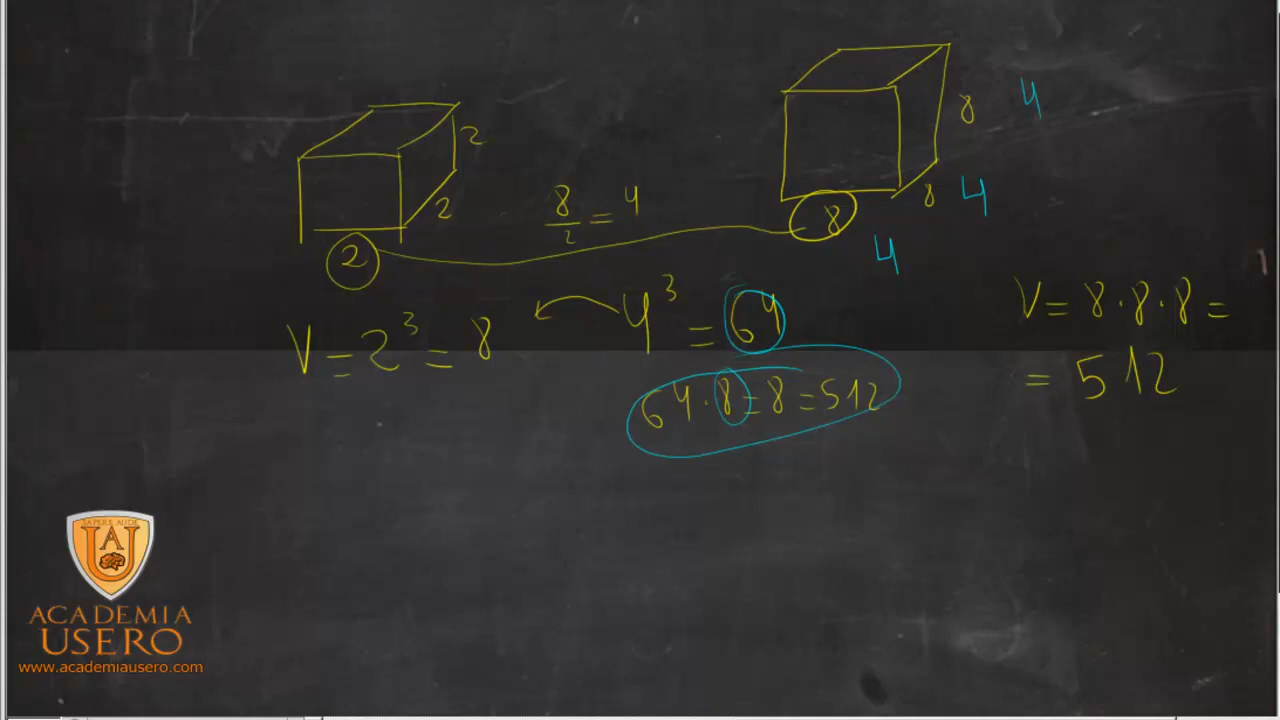 2
2
2
8/2 = 4
8
8
8
4
4
4
V = 2³ = 8
4³ = 64
64·8=8=512
V = 8·8·8 =
= 512
SAPERE AUDE
UA
ACADEMIA
USERO
www.academiausero.com